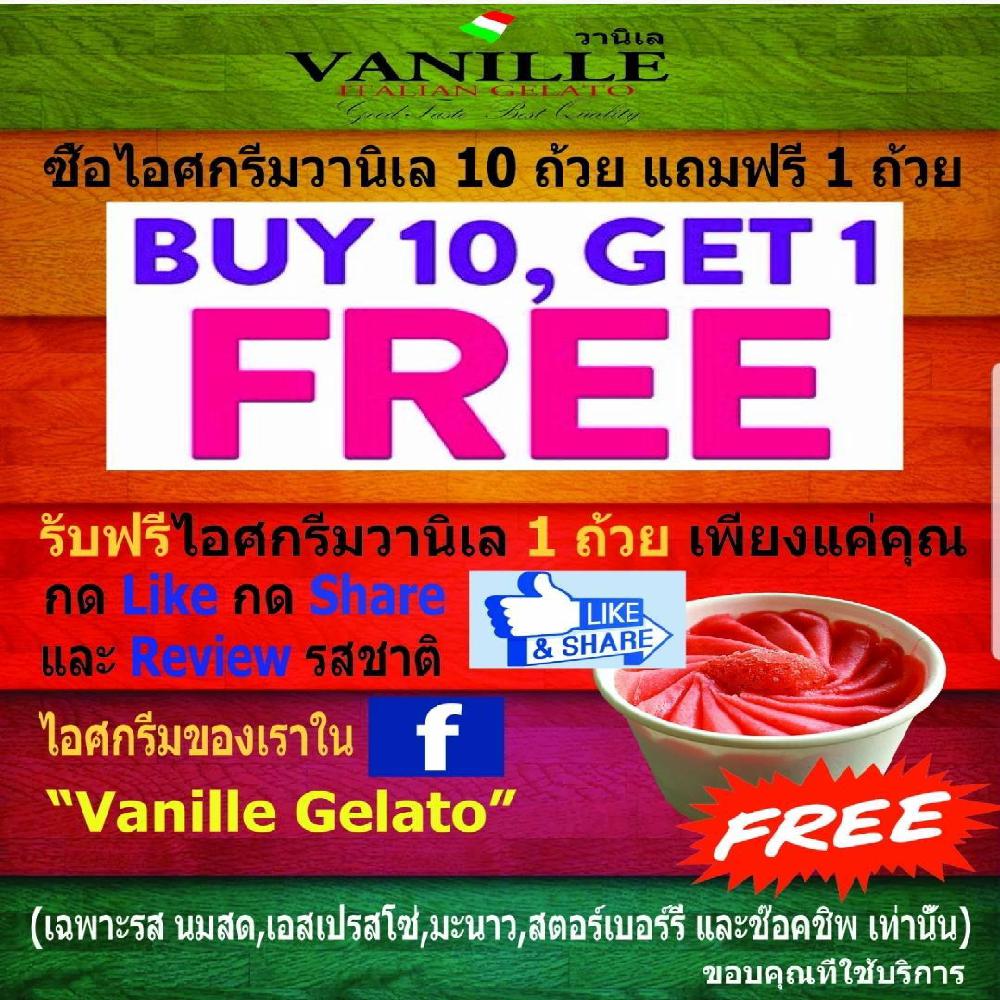 วานิเล
VANILLE
ITALIAN GELATO
Good Taste Best Quality
ซื้อไอศกรีมวานิเล 10 ถ้วย แถมฟรี 1 ถ้วย
BUY 10, GET 1
FREE
รับฟรีไอศกรีมวานิเล 1 ถ้วย เพียงแค่คุณ
กด Like กด Share
LIKE
& SHARE
และ Review รสชาติ
ไอศกรีมของเราใน f
“Vanille Gelato”
FREE
(เฉพาะรส นมสด,เอสเปรสโซ่,มะนาว,สตอร์เบอร์รี่ และช๊อคชิพ เท่านั้น)
ขอบคุณที่ใช้บริการ